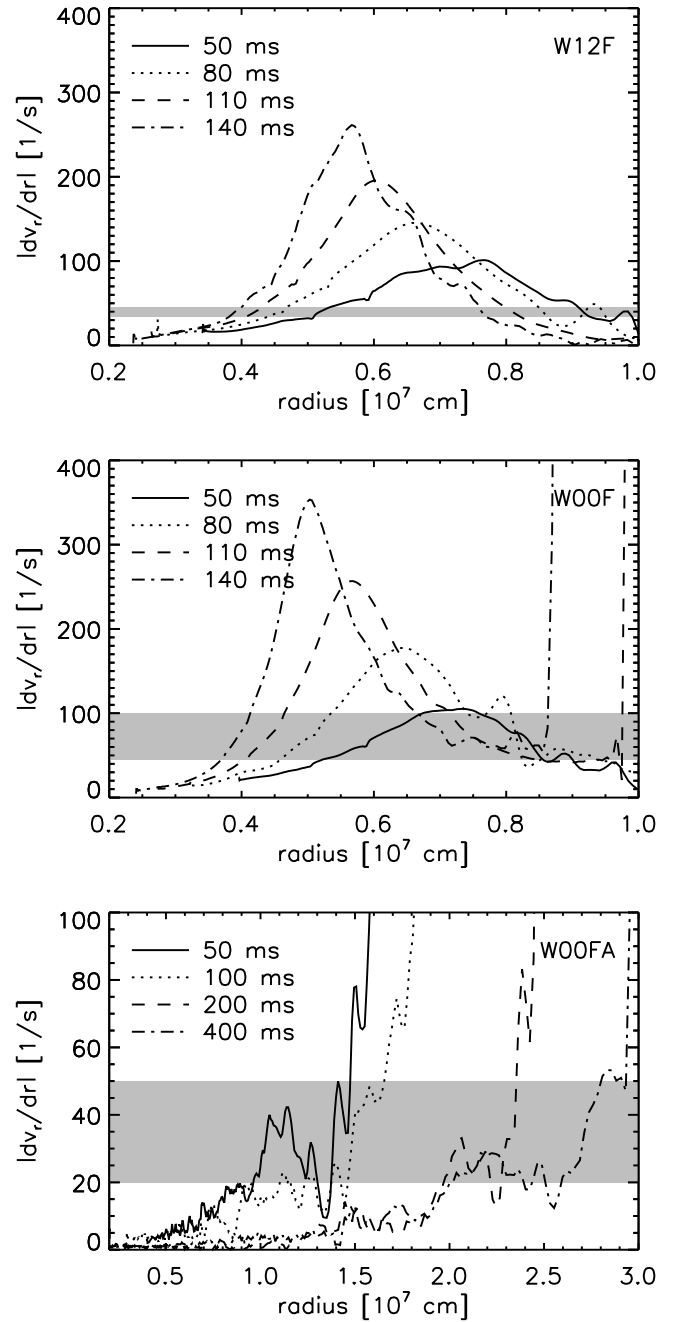 400
300
200
100
0
|dv_r/dr| [1/s]
50 ms
80 ms
110 ms
140 ms
W12F
0.2 0.4 0.6 0.8 1.0
radius [10^7 cm]
400
300
200
100
0
|dv_r/dr| [1/s]
50 ms
80 ms
110 ms
140 ms
W00F
0.2 0.4 0.6 0.8 1.0
radius [10^7 cm]
100
80
60
40
20
0
|dv_r/dr| [1/s]
50 ms
100 ms
200 ms
400 ms
W00FA
0.5 1.0 1.5 2.0 2.5 3.0
radius [10^7 cm]